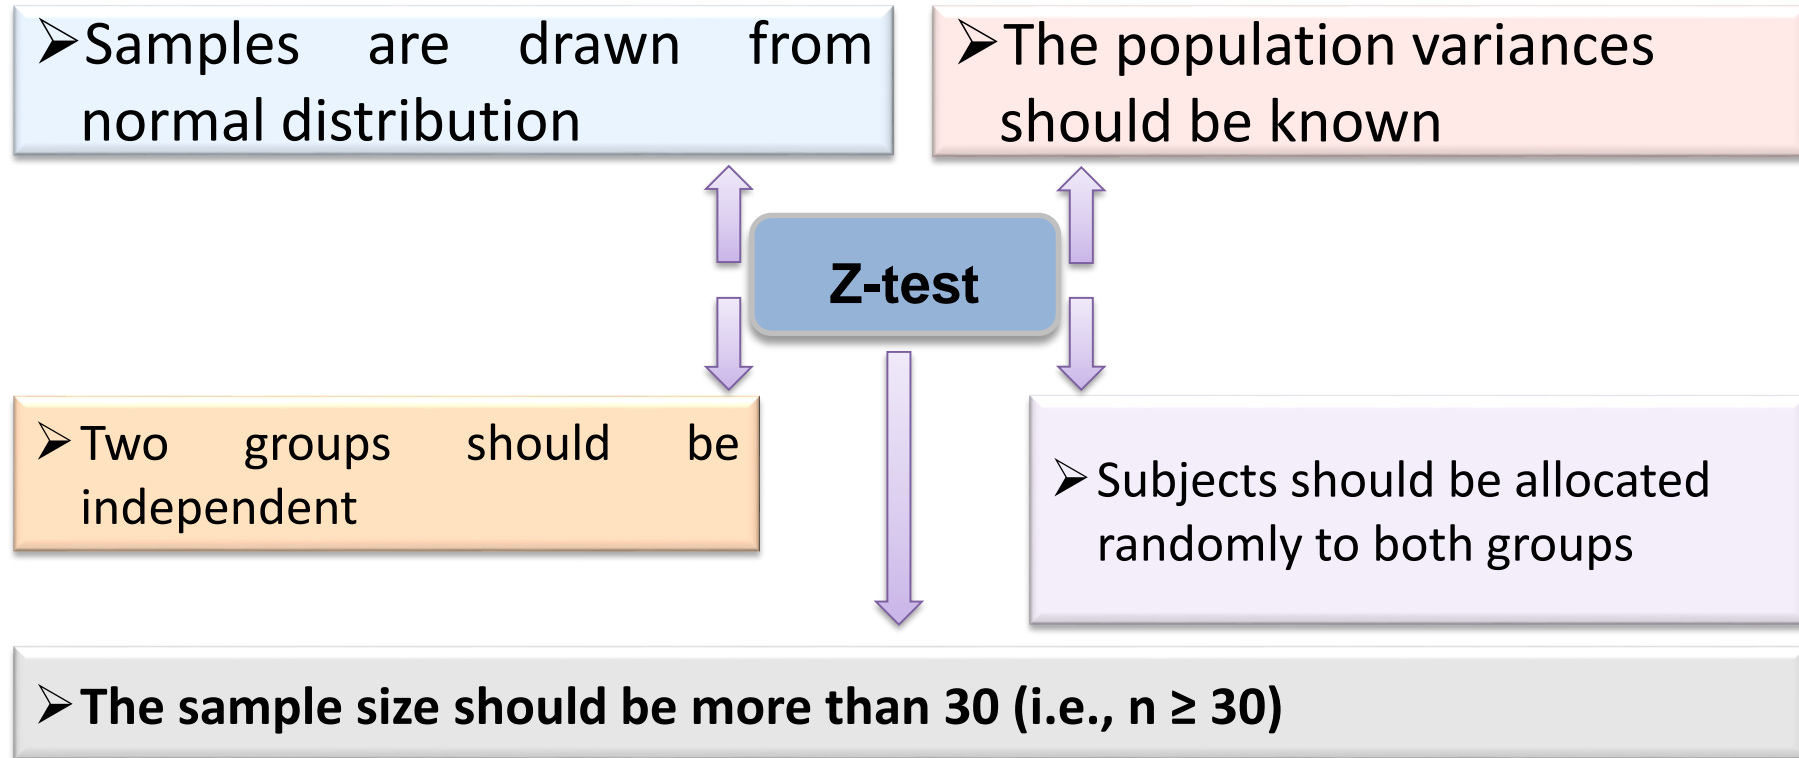 ➢Samples are drawn from
normal distribution
➢The population variances
should be known
Z-test
➢Two groups should be
independent
➢Subjects should be allocated
randomly to both groups
➢The sample size should be more than 30 (i.e., n ≥ 30)